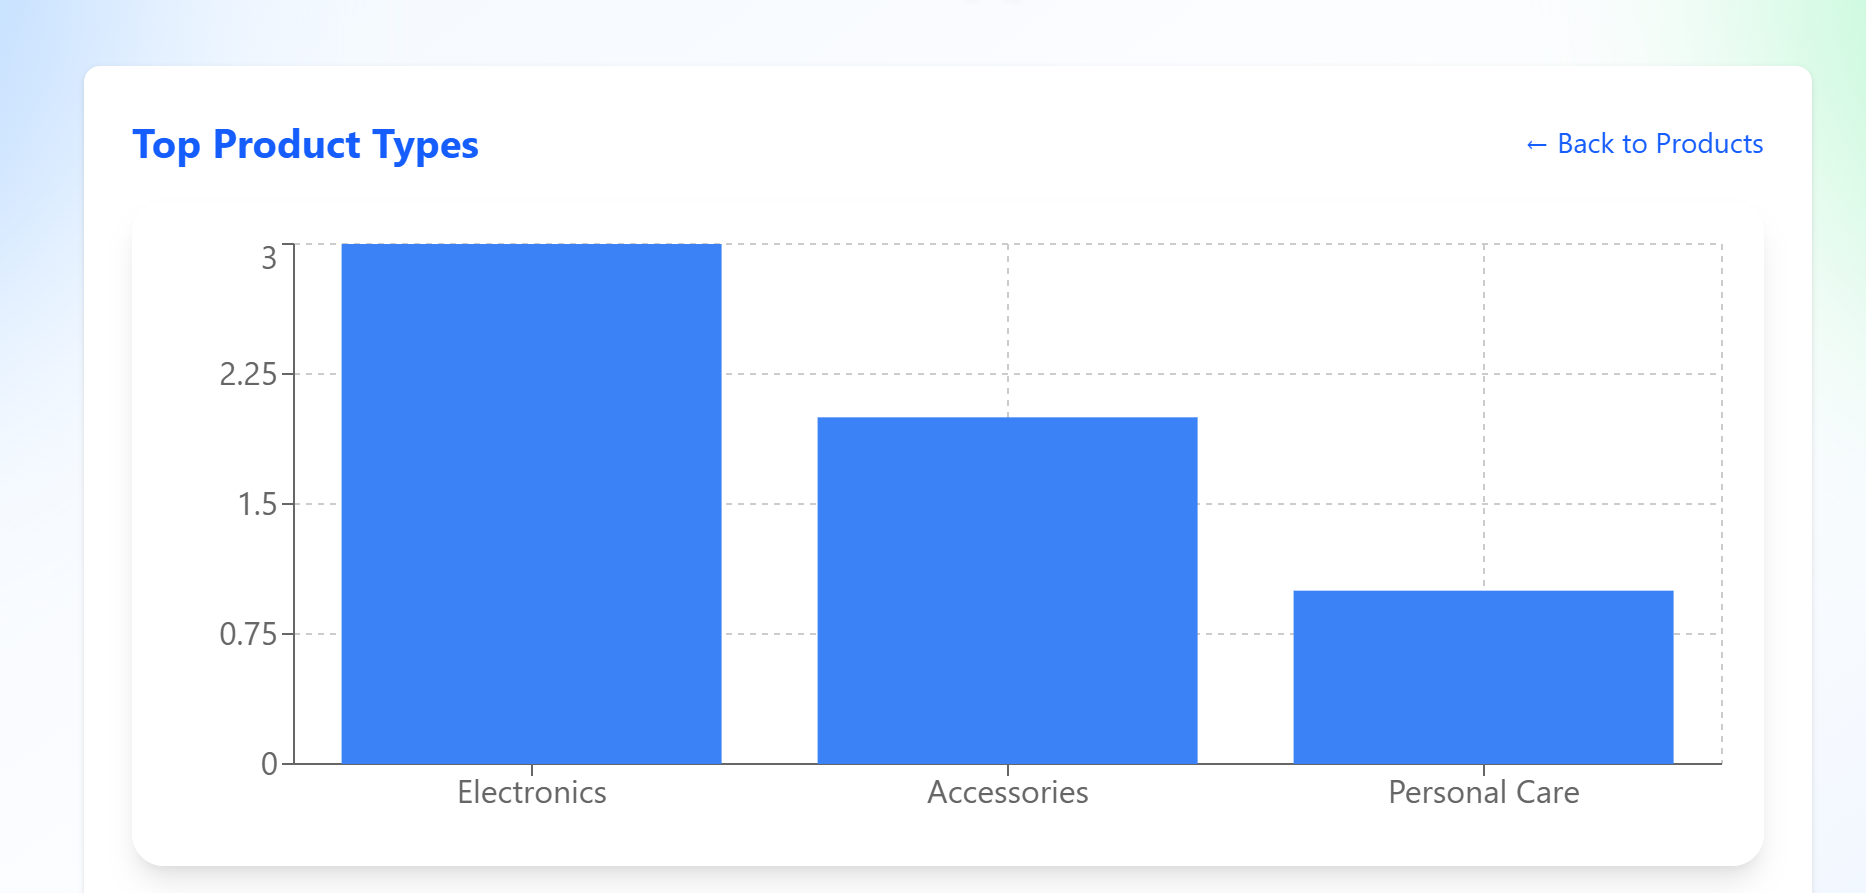 Top Product Types
← Back to Products
3
2.25
1.5
0.75
0
Electronics
Accessories
Personal Care